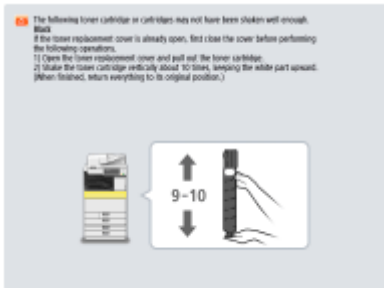 The following toner cartridge or cartridges may not have been shaken well enough.
Black
If the toner replacement cover is already open, first close the cover before performing
the following operations.
1) Open the toner replacement cover and pull out the toner cartridge.
2) Shake the toner cartridge vertically about 10 times, keeping the white part upward.
(When finished, return everything to its original position.)
9-10